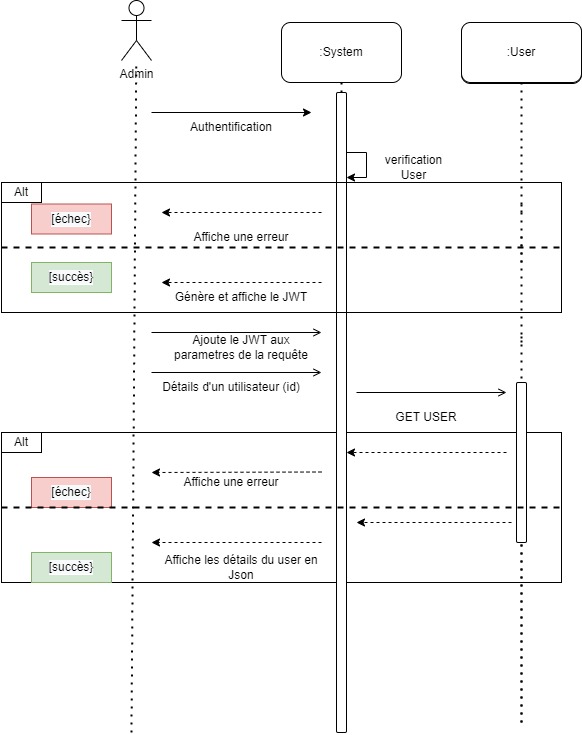 :System
:User
Admin
Authentification
verification
User
Alt
[échec}
Affiche une erreur
[succès}
Génère et affiche le JWT
Ajoute le JWT aux
parametres de la requête
Détails d'un utilisateur (id)
GET USER
Alt
Affiche une erreur
[échec}
Affiche les détails du user en
Json
[succès}